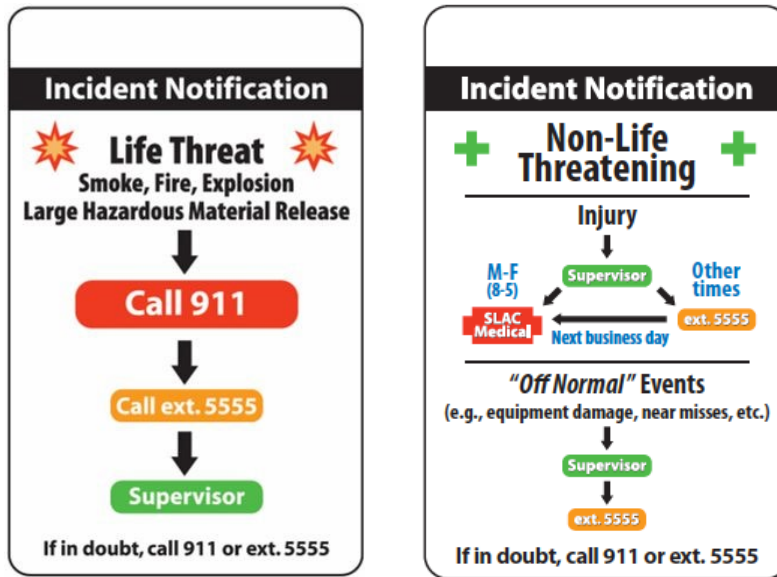 Incident Notification
Life Threat
Smoke, Fire, Explosion
Large Hazardous Material Release
Call 911
Call ext. 5555
Supervisor
If in doubt, call 911 or ext. 5555
Incident Notification
Non-Life
Threatening
Injury
M-F
(8-5)
Supervisor
Other
times
SLAC
Medical
Next business day
ext. 5555
"Off Normal" Events
(e.g., equipment damage, near misses, etc.)
Supervisor
ext. 5555
If in doubt, call 911 or ext. 5555